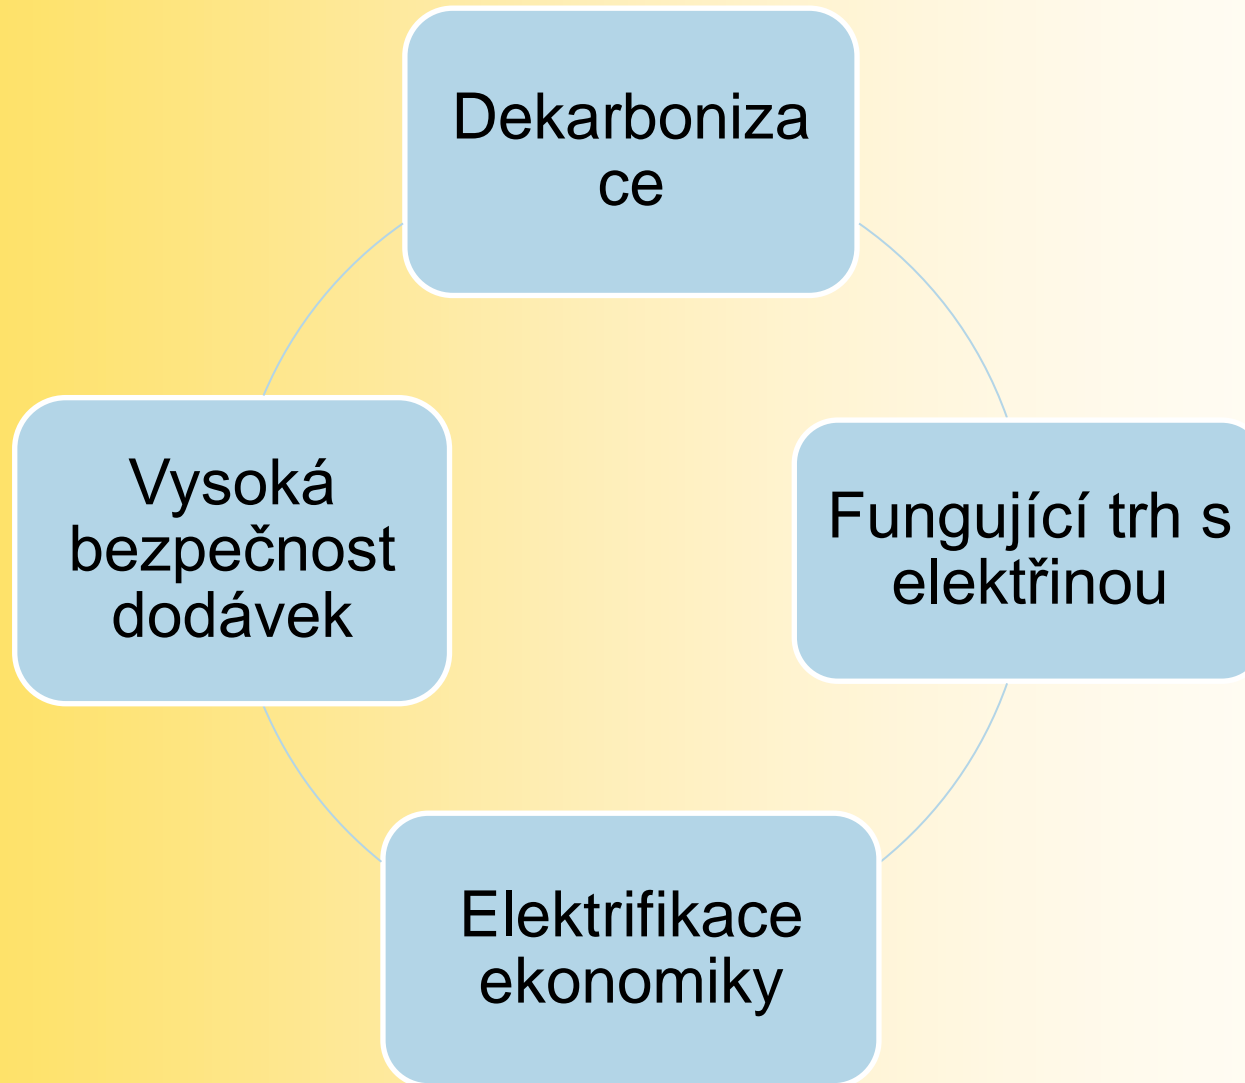 Dekarboniza
ce
Vysoká
bezpečnost
dodávek
Fungující trh s
elektřinou
Elektrifikace
ekonomiky